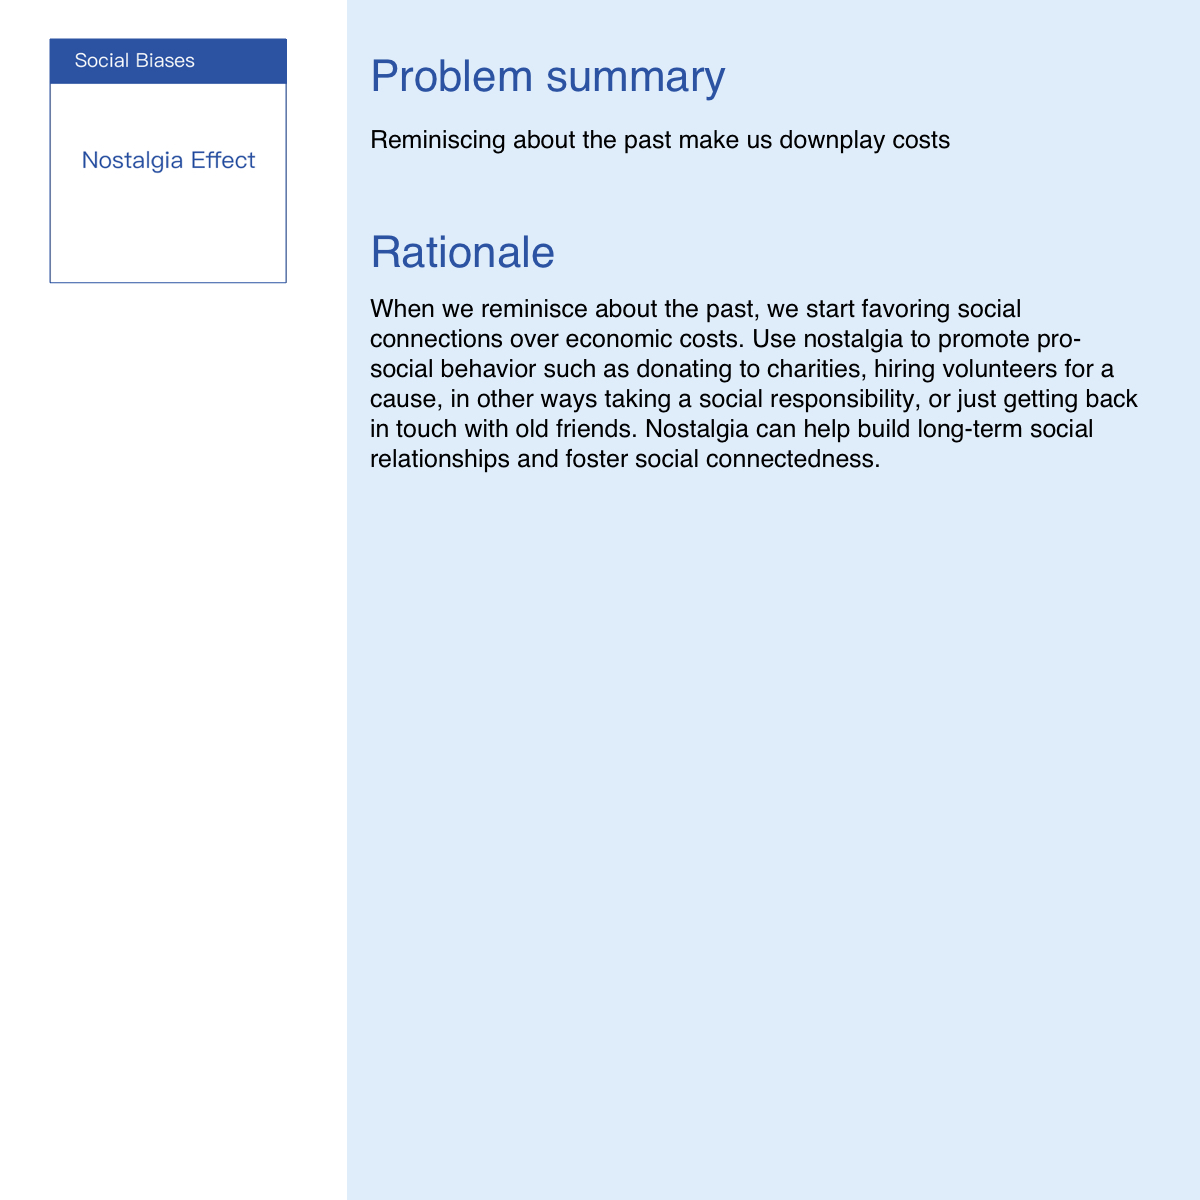 Social Biases
Nostalgia Effect
Problem summary
Reminiscing about the past make us downplay costs
Rationale
When we reminisce about the past, we start favoring social
connections over economic costs. Use nostalgia to promote pro-
social behavior such as donating to charities, hiring volunteers for a
cause, in other ways taking a social responsibility, or just getting back
in touch with old friends. Nostalgia can help build long-term social
relationships and foster social connectedness.